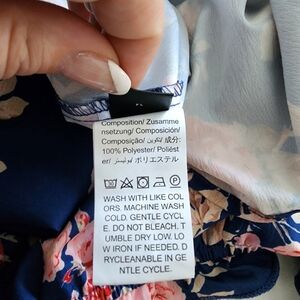 Composition/ Zusamme
nsetzung/ Composición/
Composição/ تكوين/ 成分/
100% Polyester/ Poliést
er/ بوليستر/ ポリエステル
WASH WITH LIKE COL
ORS. MACHINE WASH
COLD. GENTLE CYCL
E. DO NOT BLEACH. T
UMBLE DRY LOW. LO
W IRON IF NEEDED. D
RYCLEANABLE IN GE
NTLE CYCLE.